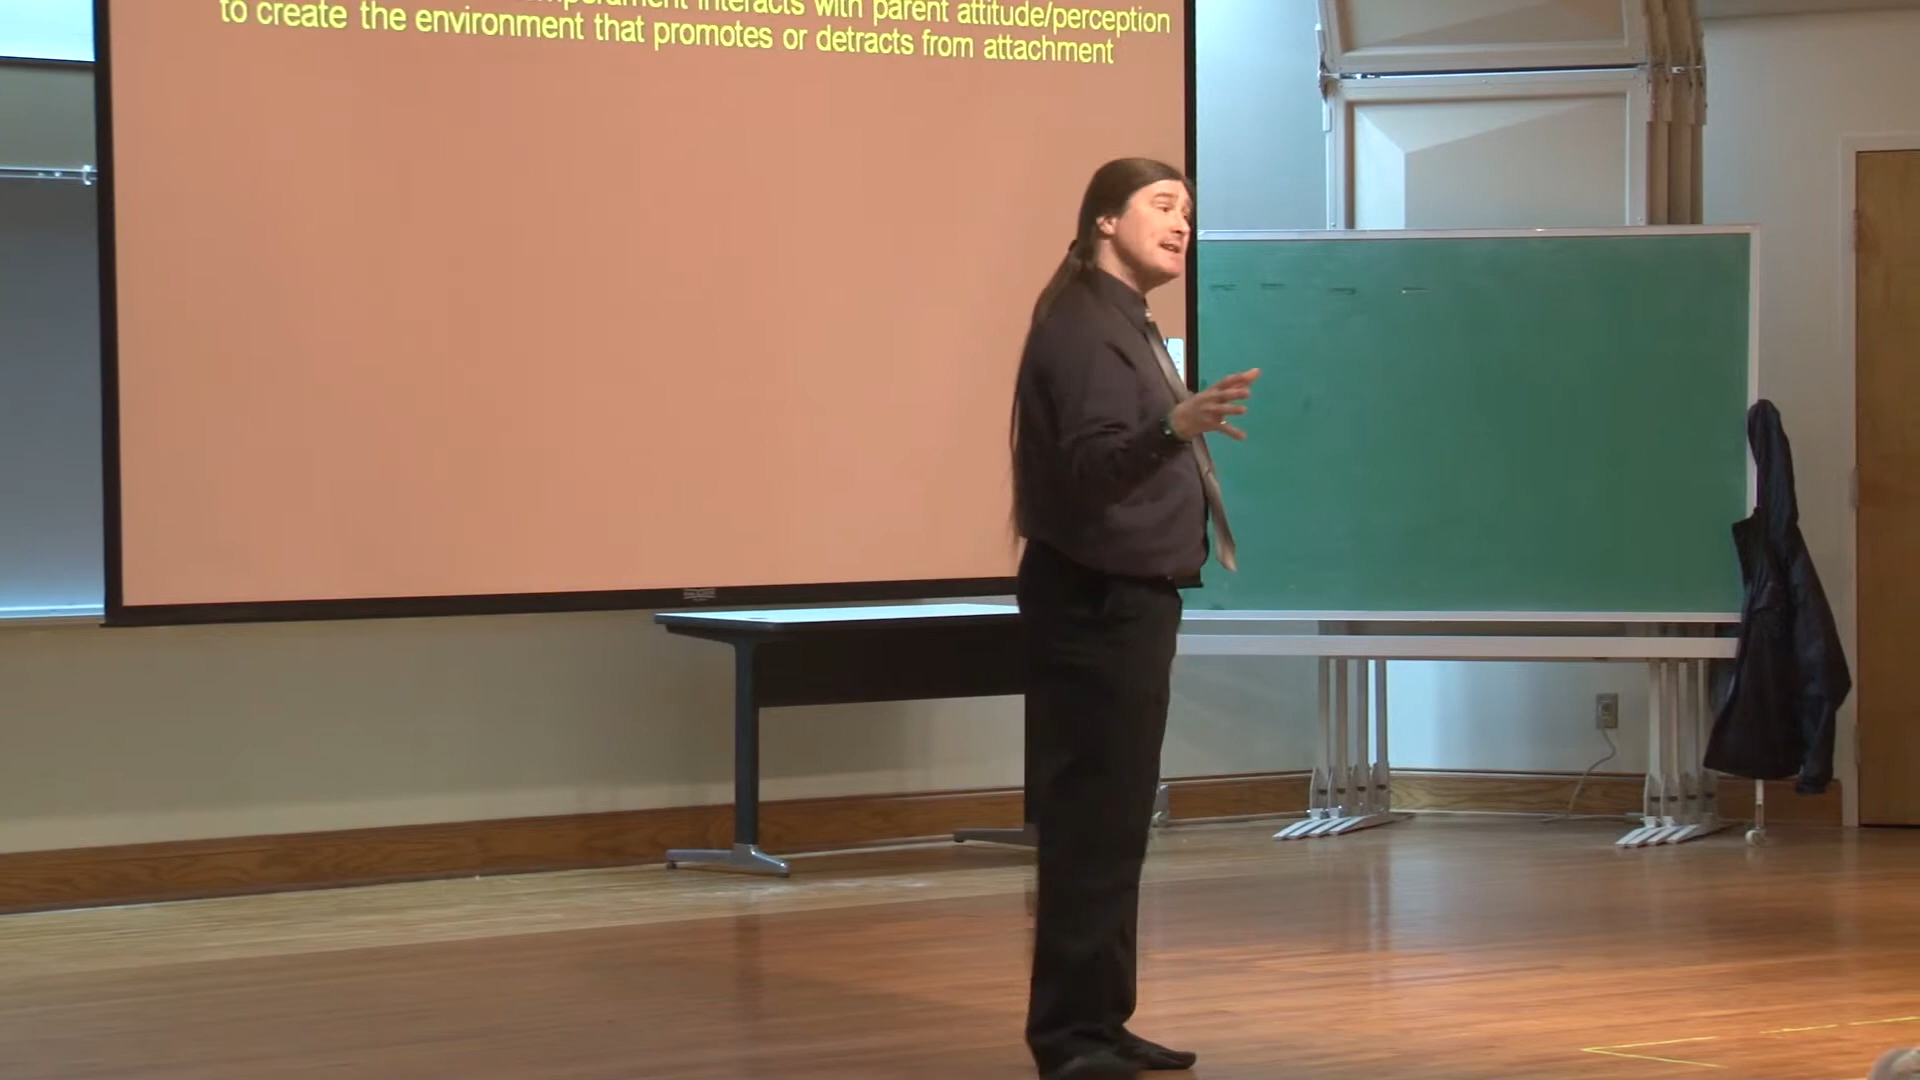 interacts with parent attitude/perception
to create the environment that promotes or detracts from attachment